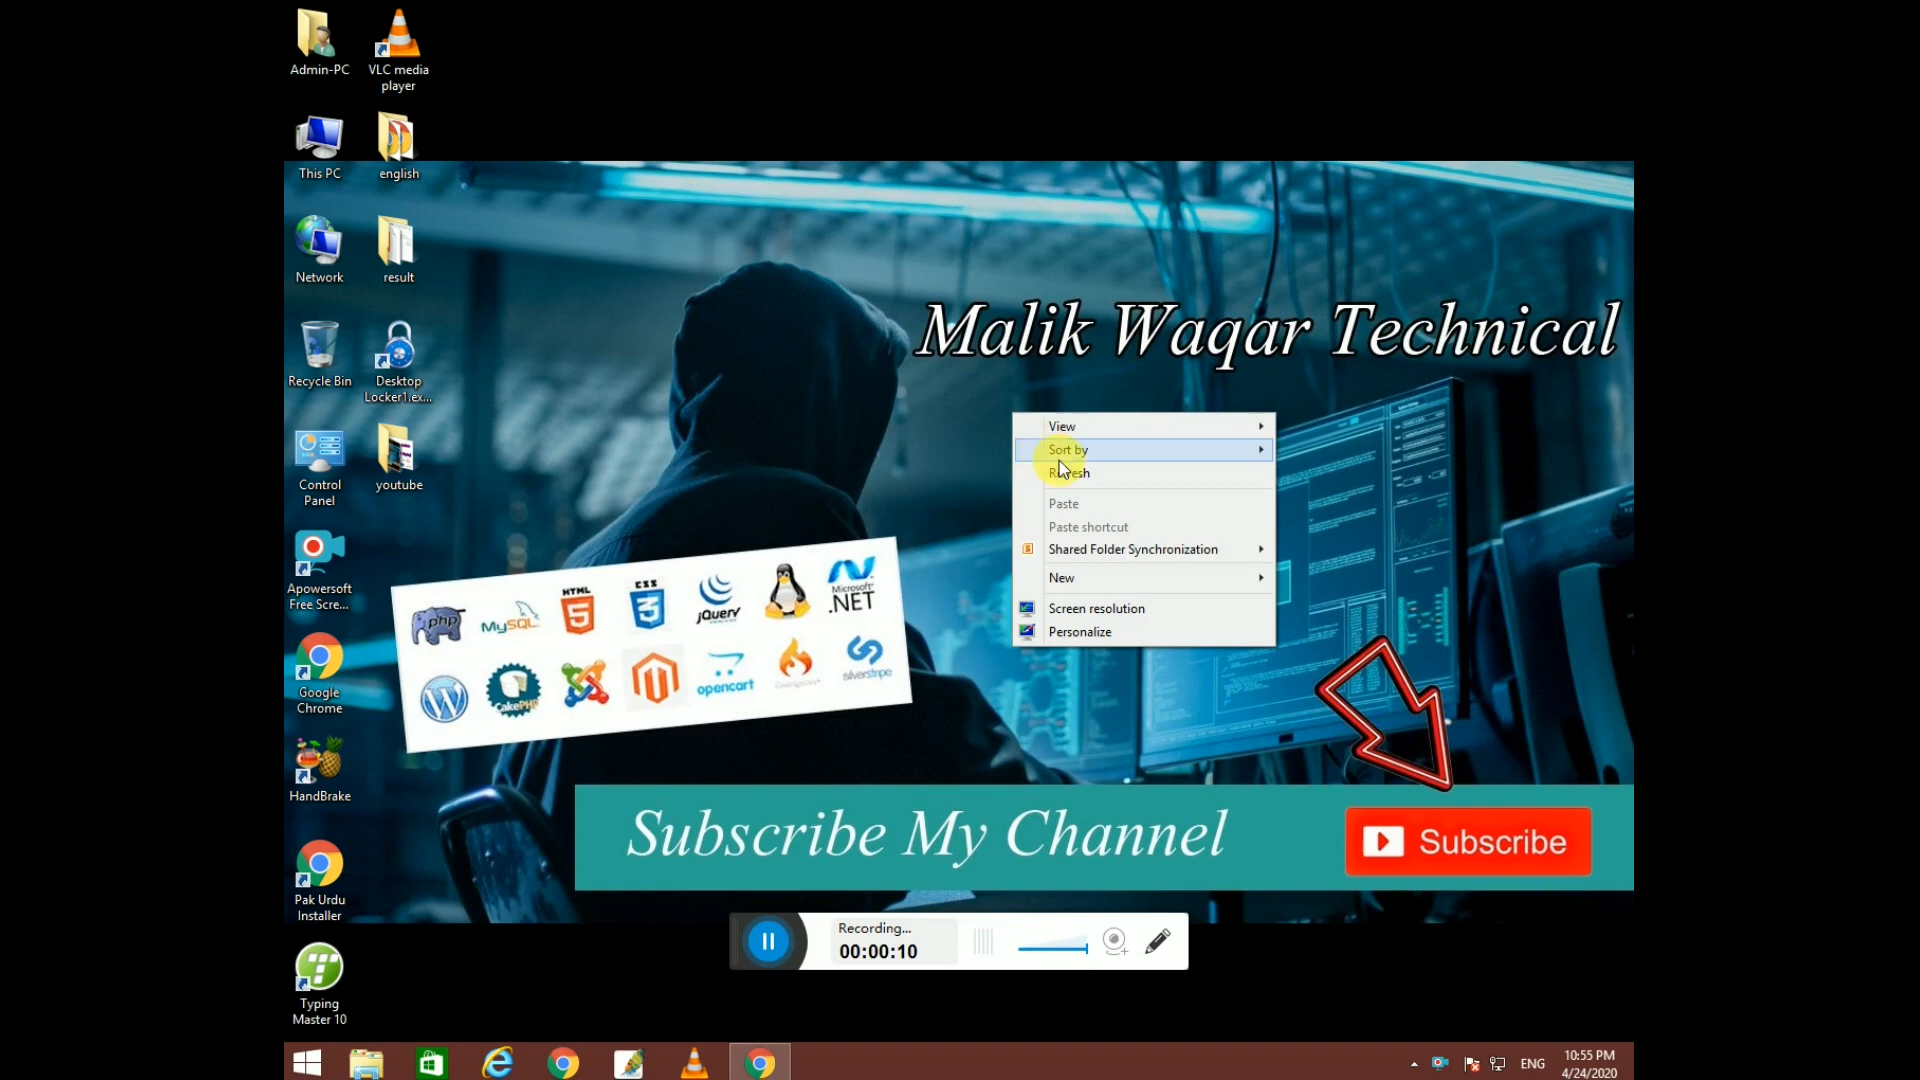 Admin-PC
VLC media
player
This PC
english
Network
result
Recycle Bin
Desktop
Locker1.ex...
Control
Panel
youtube
Apowersoft
Free Scre...
Google
Chrome
HandBrake
Pak Urdu
Installer
Typing
Master 10
Malik Waqar Technical
View
Sort by
Refresh
Paste
Paste shortcut
Shared Folder Synchronization
New
Screen resolution
Personalize
php
MySQL
HTML
5
CSS
3
jQuery
Microsoft
.NET
CakePHP
opencart
silverstripe
Subscribe My Channel
Subscribe
Recording...
00:00:10
ENG
10:55 PM
4/24/2020